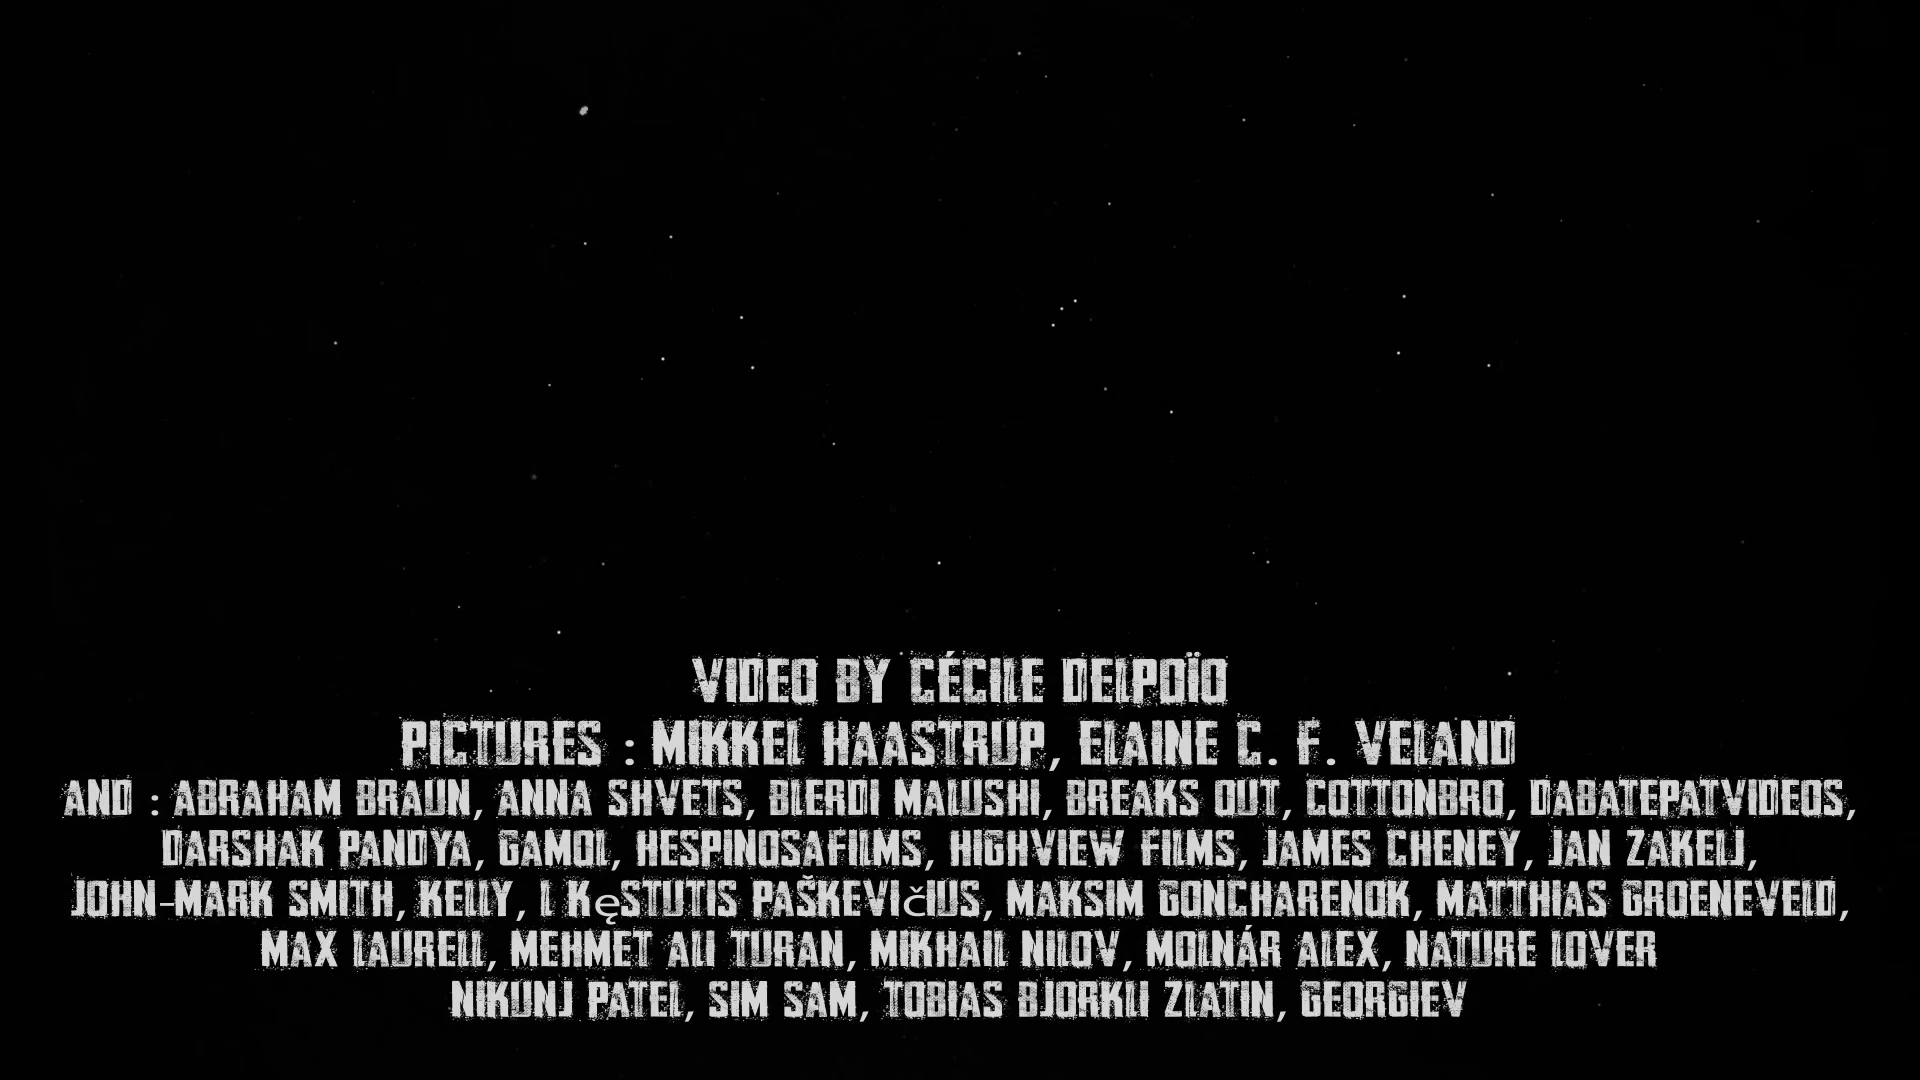 VIDEO BY CÉCILE DELPOÏO
PICTURES : MIKKEL HAASTRUP, ELAINE C. F. VELAND
AND : ABRAHAM BRAUN, ANNA SHVETS, BLERDI MALUSHI, BREAKS OUT, COTTONBRO, DABATEPATVIDEOS,
DARSHAK PANDYA, GAMOL, HESPINOSAFILMS, HIGHVIEW FILMS, JAMES CHENEY, JAN ZAKELJ,
JOHN-MARK SMITH, KELLY, L KęSTUTIS PAŠKEVIčIUS, MAKSIM GONCHARENOK, MATTHIAS GROENEVELD,
MAX LAURELL, MEHMET ALI TURAN, MIKHAIL NILOV, MOLNÁR ALEX, NATURE LOVER
NIKUNJ PATEL, SIM SAM, TOBIAS BJORKLI ZLATIN, GEORGIEV